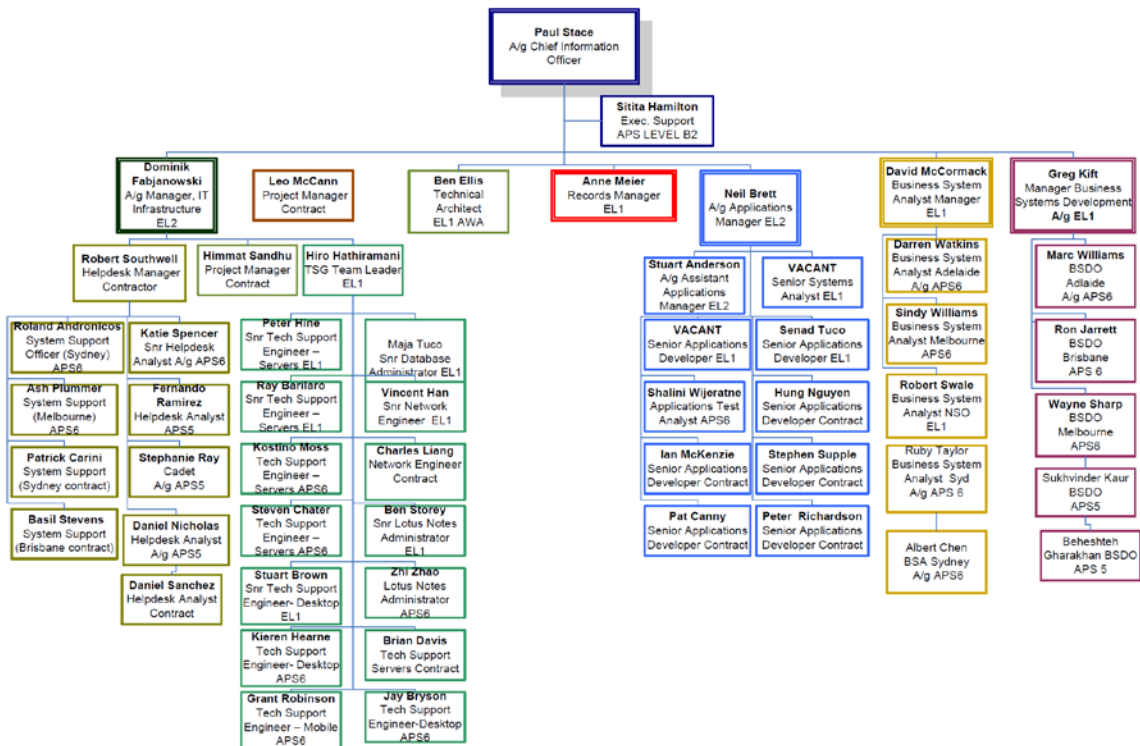 Paul Stace
A/g Chief Information
Officer
Sitita Hamilton
Exec. Support
APS LEVEL B2
Dominik
Fabjanowski
A/g Manager, IT
Infrastructure
EL2
Leo McCann
Project Manager
Contract
Ben Ellis
Technical
Architect
EL1 AWA
Anne Meier
Records Manager
EL1
Neil Brett
A/g Applications
Manager EL2
David McCormack
Business System
Analyst Manager
EL1
Greg Kift
Manager Business
Systems Development
A/g EL1
Robert Southwell
Helpdesk Manager
Contractor
Himmat Sandhu
Project Manager
Contract
Hiro Hathiramani
TSG Team Leader
EL1
Roland Andronicos
System Support
Officer (Sydney)
APS6
Ash Plummer
System Support
(Melbourne)
APS6
Patrick Carini
System Support
(Sydney contract)
Basil Stevens
System Support
(Brisbane contract)
Katie Spencer
Snr Helpdesk
Analyst A/g APS6
Fernando
Ramirez
Helpdesk Analyst
APS5
Stephanie Ray
Cadet
A/g APS5
Daniel Nicholas
Helpdesk Analyst
A/g APS5
Daniel Sanchez
Helpdesk Analyst
Contract
Peter Hine
Snr Tech Support
Engineer –
Servers EL1
Ray Barilaro
Snr Tech Support
Engineer –
Servers EL1
Kostino Moss
Tech Support
Engineer –
Servers APS6
Steven Chater
Tech Support
Engineer –
Servers APS6
Stuart Brown
Snr Tech Support
Engineer- Desktop
EL1
Kieren Hearne
Tech Support
Engineer- Desktop
APS6
Grant Robinson
Tech Support
Engineer – Mobile
APS6
Maja Tuco
Snr Database
Administrator EL1
Vincent Han
Snr Network
Engineer EL1
Charles Liang
Network Engineer
Contract
Ben Storey
Snr Lotus Notes
Administrator
EL1
Zhi Zhao
Lotus Notes
Administrator
APS6
Brian Davis
Tech Support
Servers Contract
Jay Bryson
Tech Support
Engineer-Desktop
APS6
Stuart Anderson
A/g Assistant
Applications
Manager EL2
VACANT
Senior Systems
Analyst EL1
VACANT
Senior Applications
Developer EL1
Senad Tuco
Senior Applications
Developer EL1
Shalini Wijeratne
Applications Test
Analyst APS6
Hung Nguyen
Senior Applications
Developer Contract
Ian McKenzie
Senior Applications
Developer Contract
Stephen Supple
Senior Applications
Developer Contract
Pat Canny
Senior Applications
Developer Contract
Peter Richardson
Senior Applications
Developer Contract
Darren Watkins
Business System
Analyst Adelaide
A/g APS6
Sindy Williams
Business System
Analyst Melbourne
APS6
Robert Swale
Business System
Analyst NSO
EL1
Ruby Taylor
Business System
Analyst Syd
A/g APS 6
Albert Chen
BSA Sydney
A/g APS6
Marc Williams
BSDO
Adlaide
A/g APS6
Ron Jarrett
BSDO
Brisbane
APS 6
Wayne Sharp
BSDO
Melbourne
APS6
Sukhvinder Kaur
BSDO
APS5
Beheshteh
Gharakhan BSDO
APS 5